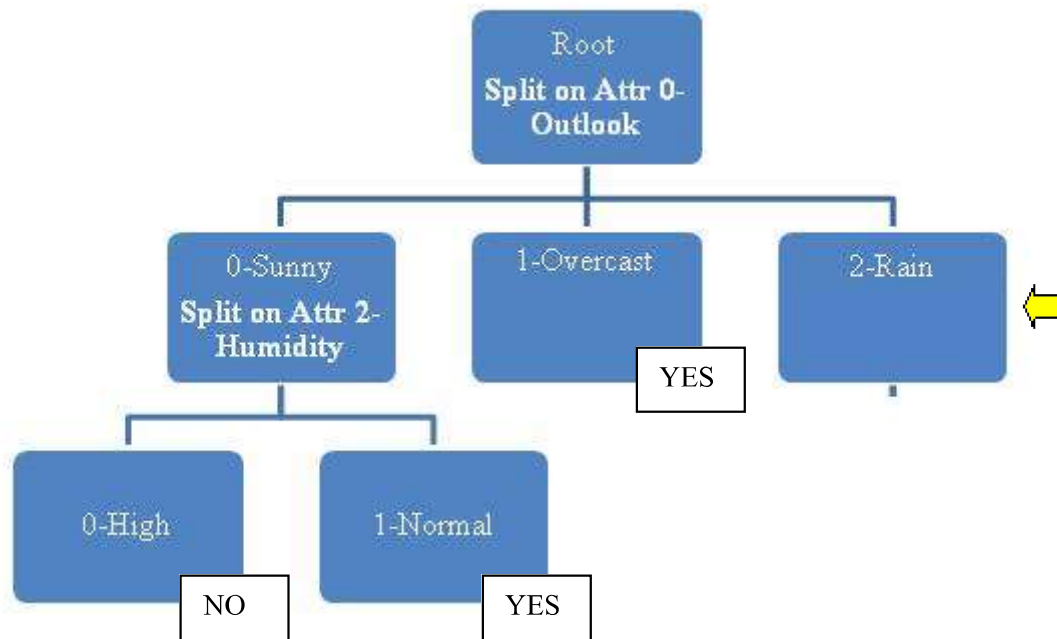 Root
Split on Attr 0-
Outlook
0-Sunny
Split on Attr 2-
Humidity
1-Overcast
YES
2-Rain
0-High
NO
1-Normal
YES